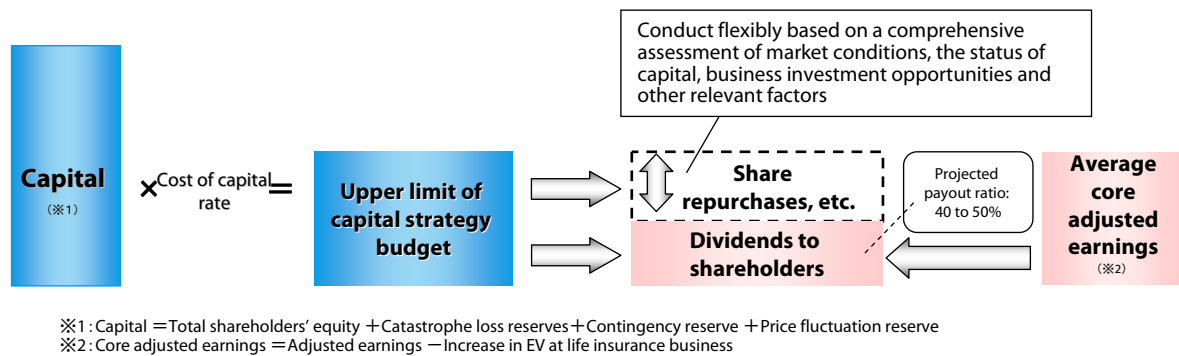 Conduct flexibly based on a comprehensive
assessment of market conditions, the status of
capital, business investment opportunities and
other relevant factors
Capital
(※1)
×
Cost of capital
rate
=
Upper limit of
capital strategy
budget
Share
repurchases, etc.
Dividends to
shareholders
Projected
payout ratio:
40 to 50%
Average
core
adjusted
earnings
(※2)
※1: Capital =Total shareholders' equity +Catastrophe loss reserves+Contingency reserve +Price fluctuation reserve
※2: Core adjusted earnings =Adjusted earnings −Increase in EV at life insurance business